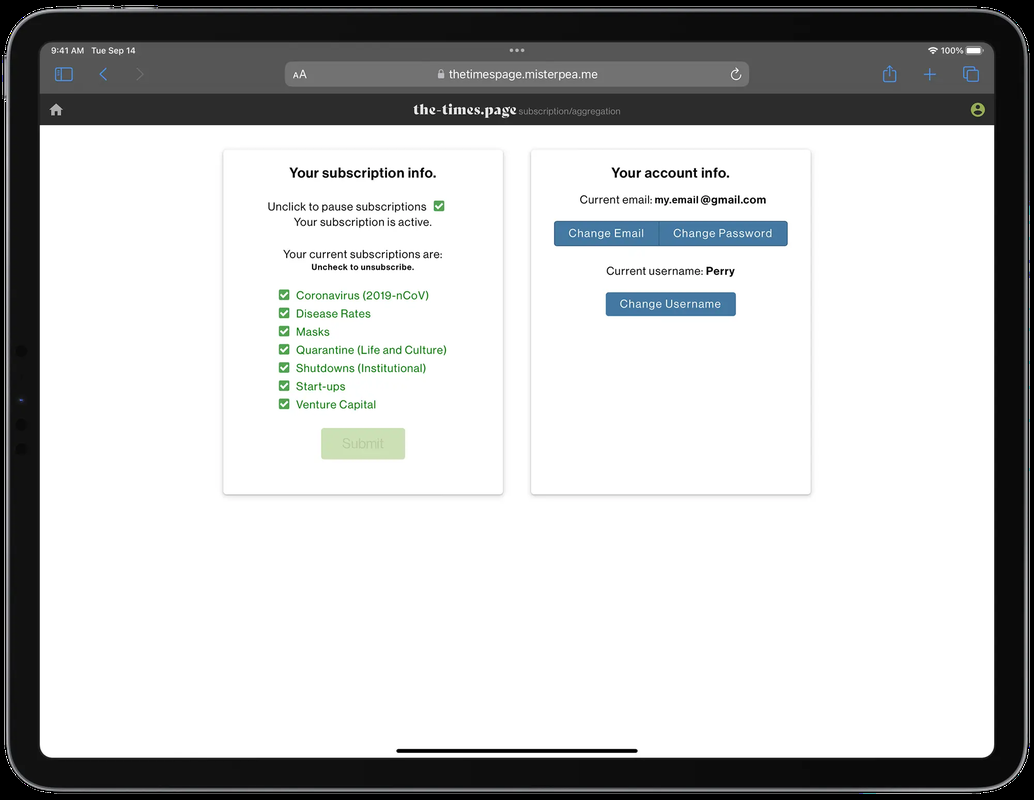 9:41 AM Tue Sep 14
100%
AA
thetimespage.misterpea.me
the-times.page subscription/aggregation
Your subscription info.
Unclick to pause subscriptions
Your subscription is active.
Your current subscriptions are:
Uncheck to unsubscribe.
Coronavirus (2019-nCoV)
Disease Rates
Masks
Quarantine (Life and Culture)
Shutdowns (Institutional)
Start-ups
Venture Capital
Submit
Your account info.
Current email: my.email @gmail.com
Change Email Change Password
Current username: Perry
Change Username